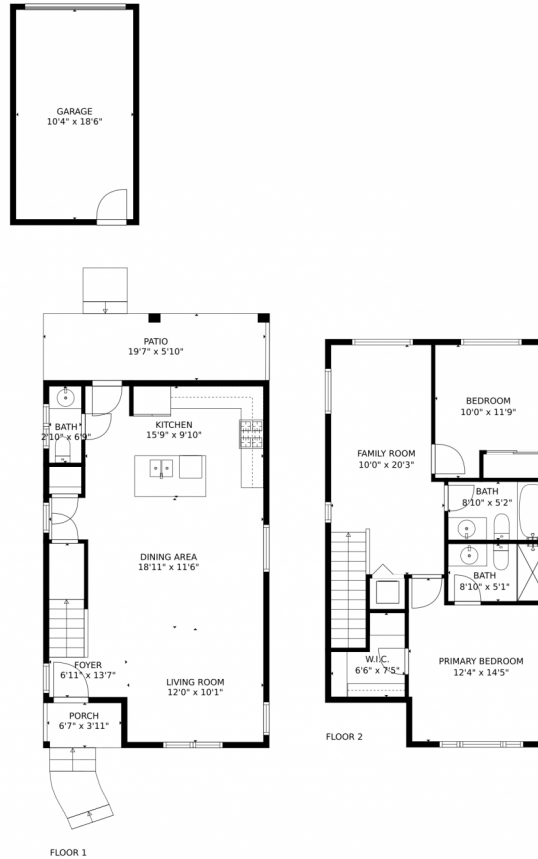 GARAGE
10'4" x 18'6"
PATIO
19'7" x 5'10"
BATH
2'10" x 6'9"
KITCHEN
15'9" x 9'10"
DINING AREA
18'11" x 11'6"
FOYER
6'11" x 13'7"
LIVING ROOM
12'0" x 10'1"
PORCH
6'7" x 3'11"
FLOOR 1
BEDROOM
10'0" x 11'9"
FAMILY ROOM
10'0" x 20'3"
BATH
8'10" x 5'2"
BATH
8'10" x 5'1"
W.I.C.
6'6" x 7'5"
PRIMARY BEDROOM
12'4" x 14'5"
FLOOR 2